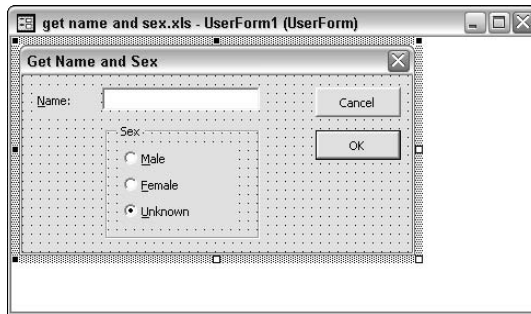 get name and sex.xls - UserForm1 (UserForm)
Get Name and Sex
Name:
Cancel
Sex
OK
Male
Female
Unknown